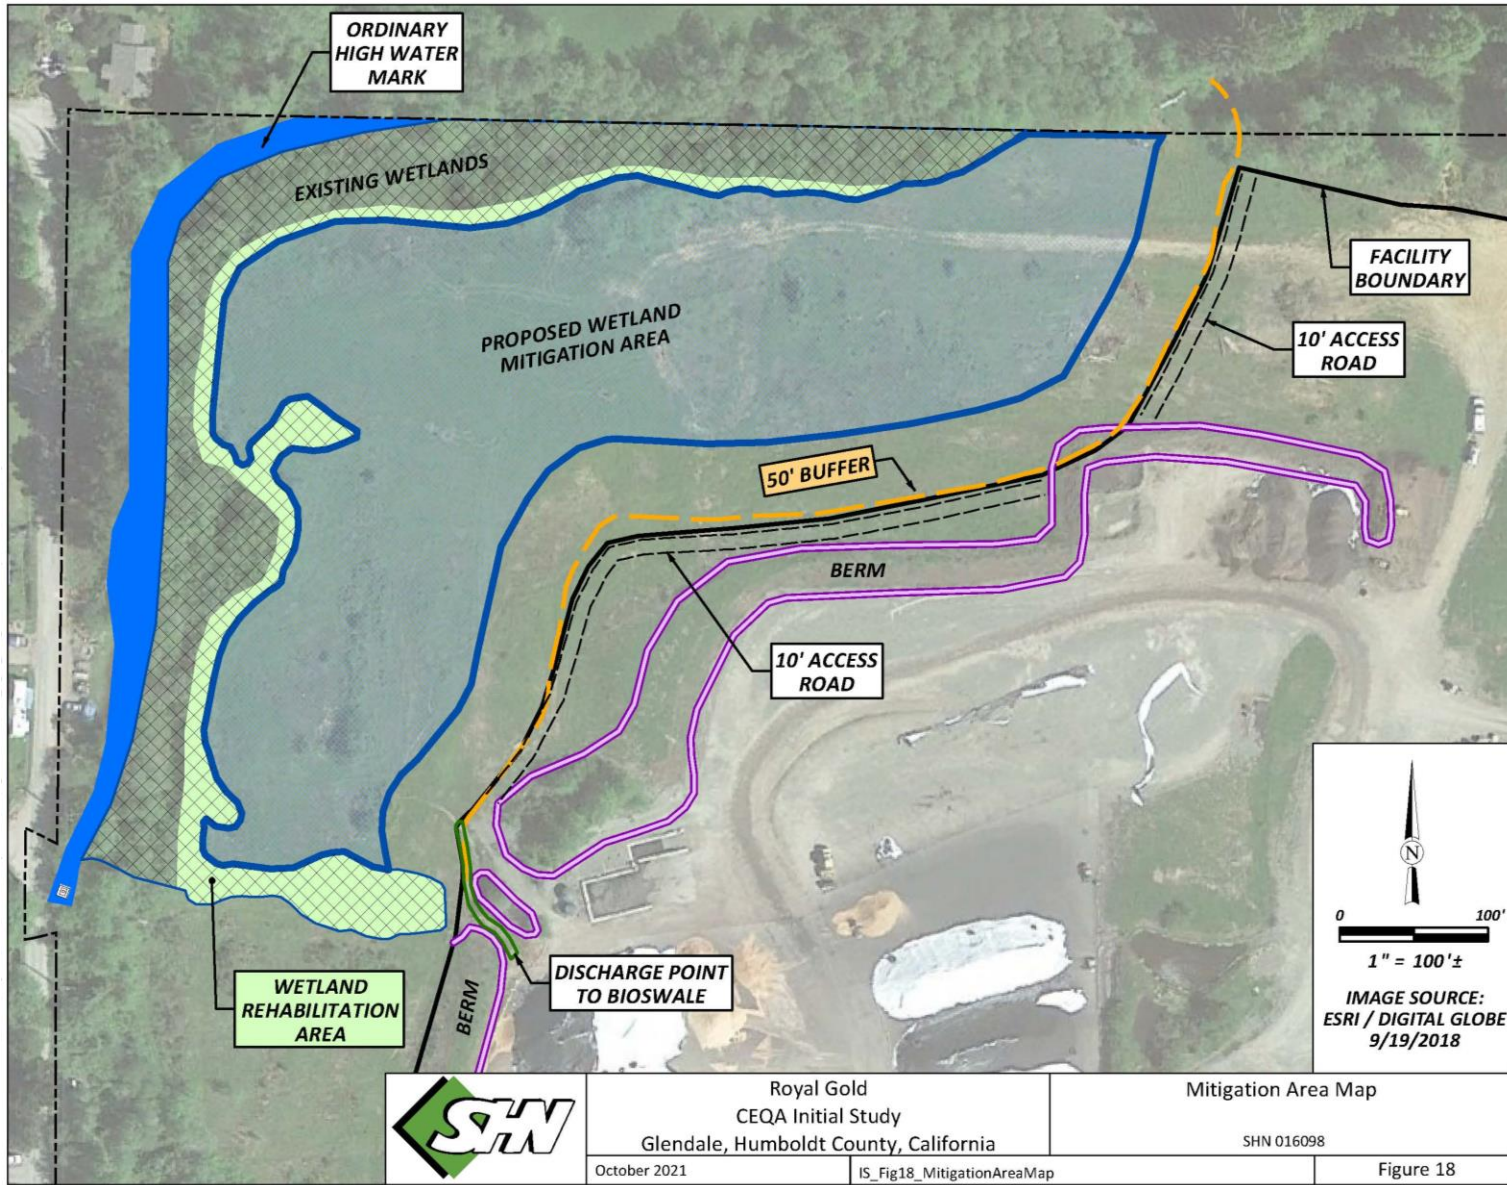 ORDINARY
HIGH WATER
MARK
EXISTING WETLANDS
FACILITY
BOUNDARY
10' ACCESS
ROAD
PROPOSED WETLAND
MITIGATION AREA
50' BUFFER
BERM
10' ACCESS
ROAD
N
0 100'
1" = 100'±
IMAGE SOURCE:
ESRI / DIGITAL GLOBE
9/19/2018
WETLAND
REHABILITATION
AREA
BERM
DISCHARGE POINT
TO BIOSWALE
SHN
Royal Gold
CEQA Initial Study
Glendale, Humboldt County, California
Mitigation Area Map
SHN 016098
October 2021
IS_Fig18_MitigationAreaMap
Figure 18